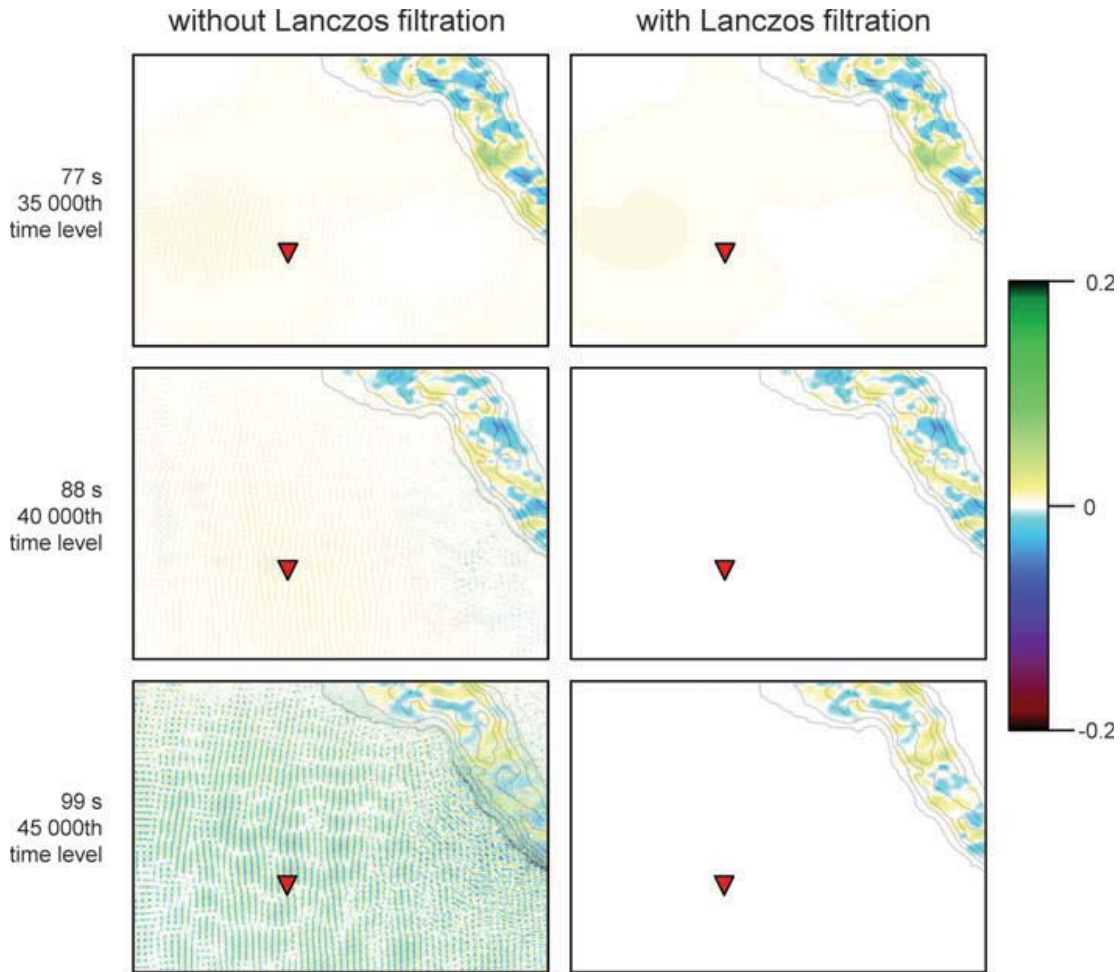 without Lanczos filtration
with Lanczos filtration
77 s
35 000th
time level
88 s
40 000th
time level
99 s
45 000th
time level
0.2
0
-0.2